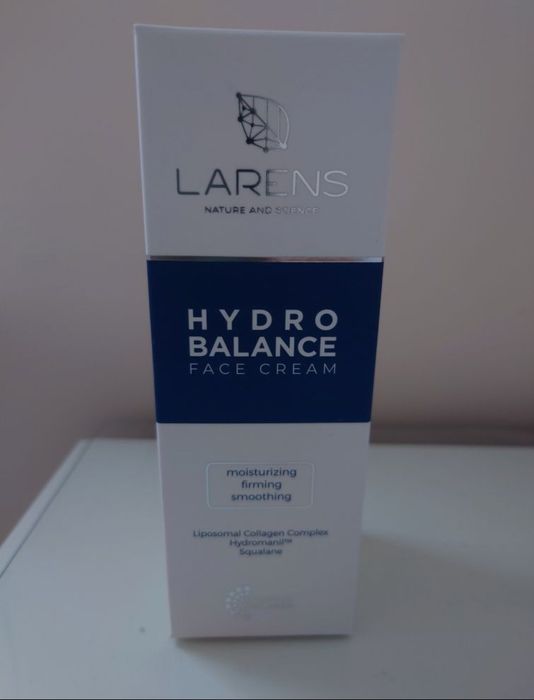 LARENS
NATURE AND SCIENCE
HYDRO
BALANCE
FACE CREAM
moisturizing
firming
smoothing
Liposomal Collagen Complex
Hydromanil™
Squalane